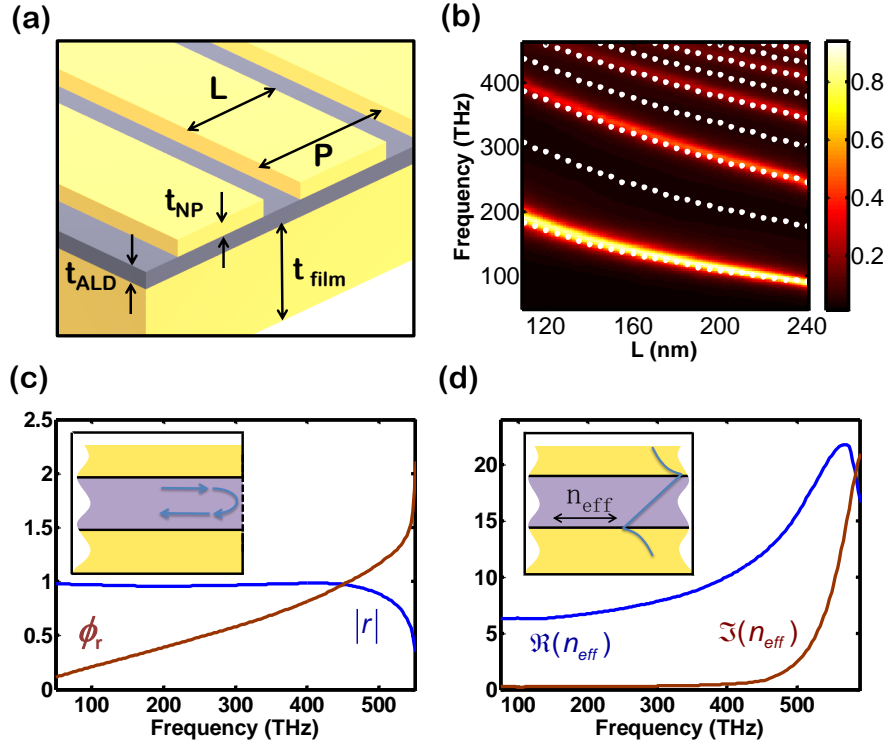 (a)
L
P
t_NP
t_ALD
t_film
(b)
Frequency (THz)
400
300
200
100
120 160 200 240
L (nm)
0.8
0.6
0.4
0.2
(c)
2.5
2
1.5
1
0.5
0
ϕ_r
|r|
100 200 300 400 500
Frequency (THz)
(d)
20
15
10
5
0
n_eff
ℜ(n_eff)
ℑ(n_eff)
100 200 300 400 500
Frequency (THz)